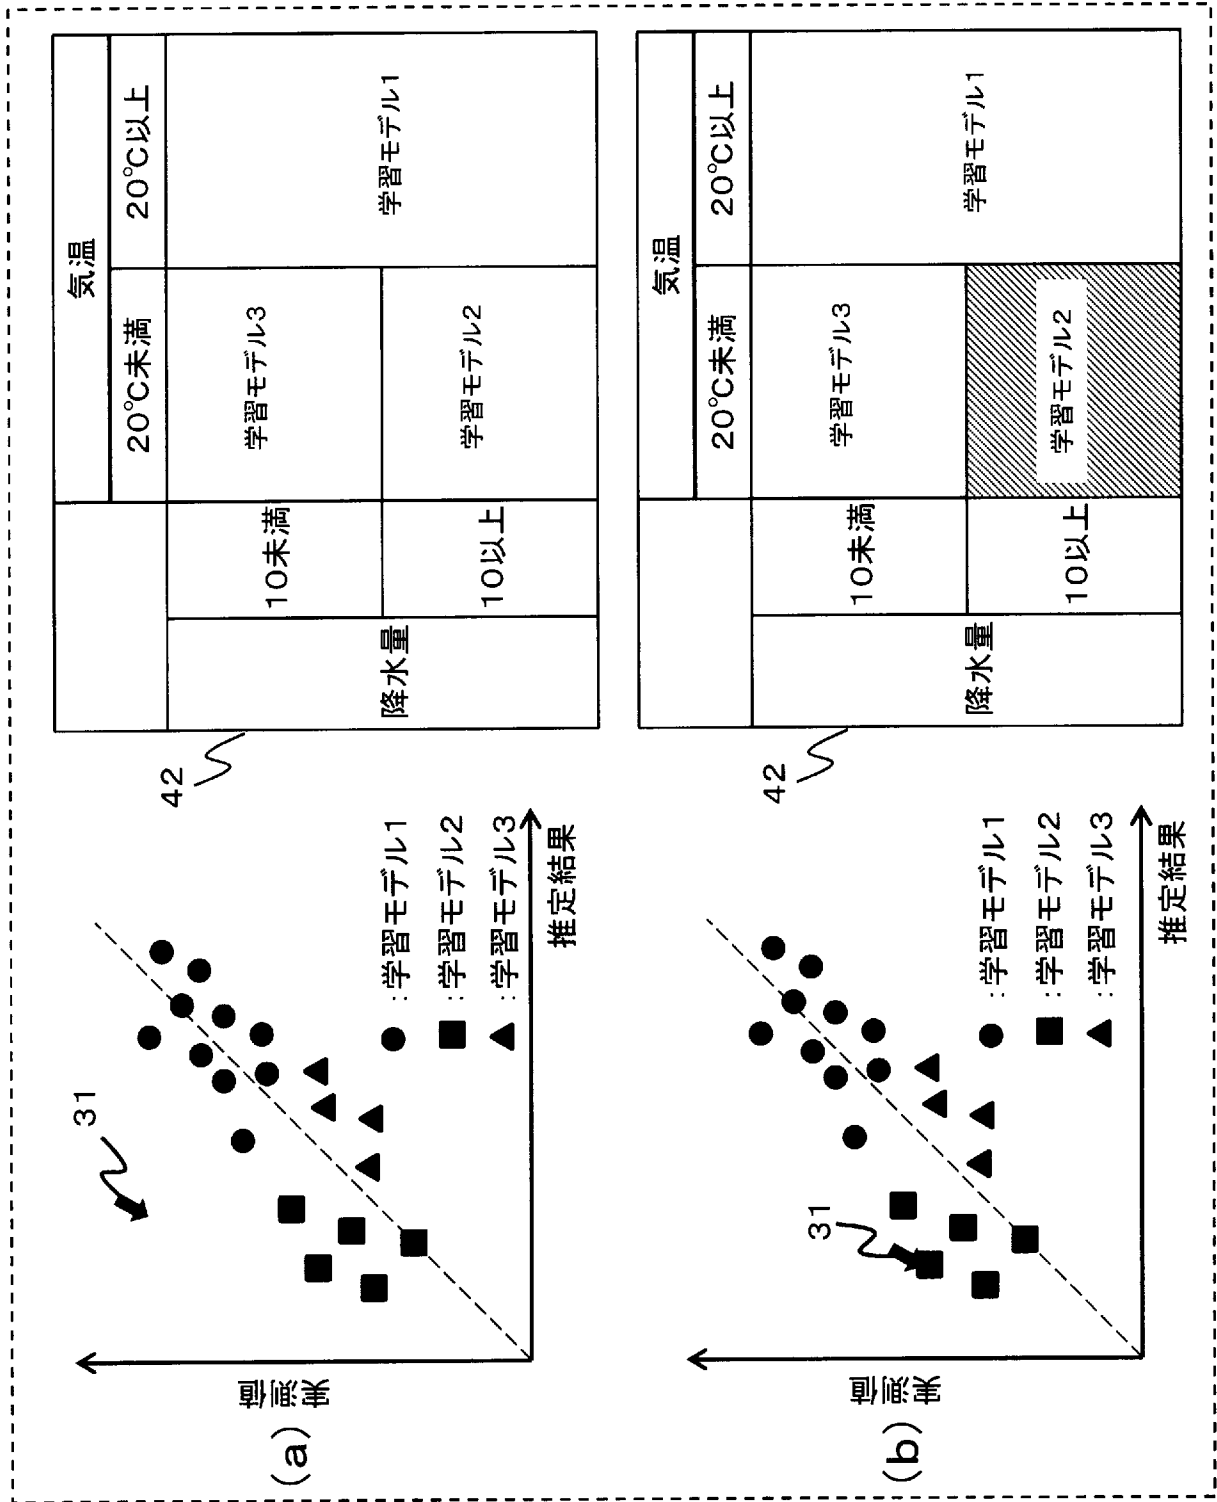 (a)
実測値
31
推定結果
●:学習モデル1
■:学習モデル2
▲:学習モデル3
42
気温
20℃未満
20℃以上
降水量
10未満
学習モデル3
学習モデル1
10以上
学習モデル2
(b)
実測値
31
推定結果
●:学習モデル1
■:学習モデル2
▲:学習モデル3
42
気温
20℃未満
20℃以上
降水量
10未満
学習モデル3
学習モデル1
10以上
学習モデル2